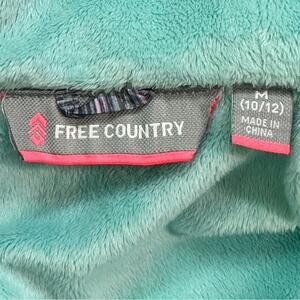 FREE COUNTRY
M
(10/12)
MADE IN
CHINA